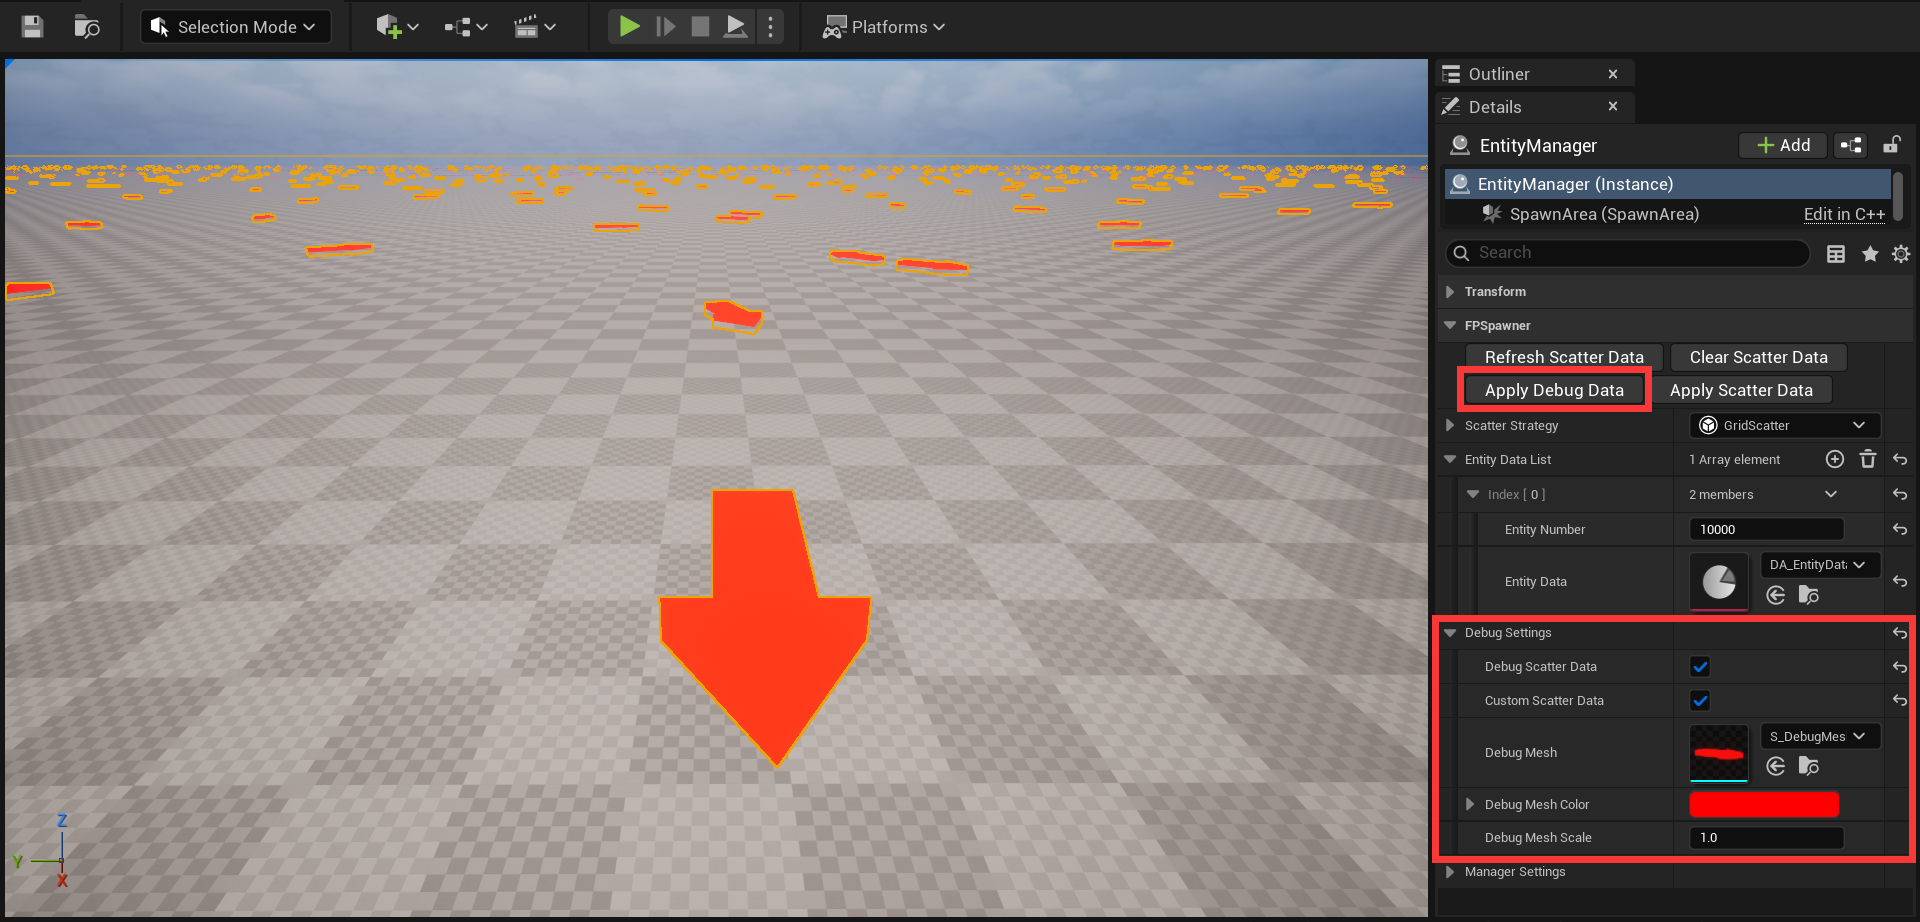 Selection Mode
Platforms
Outliner
Details
EntityManager
Add
EntityManager (Instance)
SpawnArea (SpawnArea)
Edit in C++
Search
Transform
FPSpawner
Refresh Scatter Data
Clear Scatter Data
Apply Debug Data
Apply Scatter Data
Scatter Strategy
GridScatter
Entity Data List
1 Array element
Index [ 0 ]
2 members
Entity Number
10000
Entity Data
DA_EntityData
Debug Settings
Debug Scatter Data
Custom Scatter Data
Debug Mesh
S_DebugMes
Debug Mesh Color
Debug Mesh Scale
1.0
Manager Settings
Z
Y
X